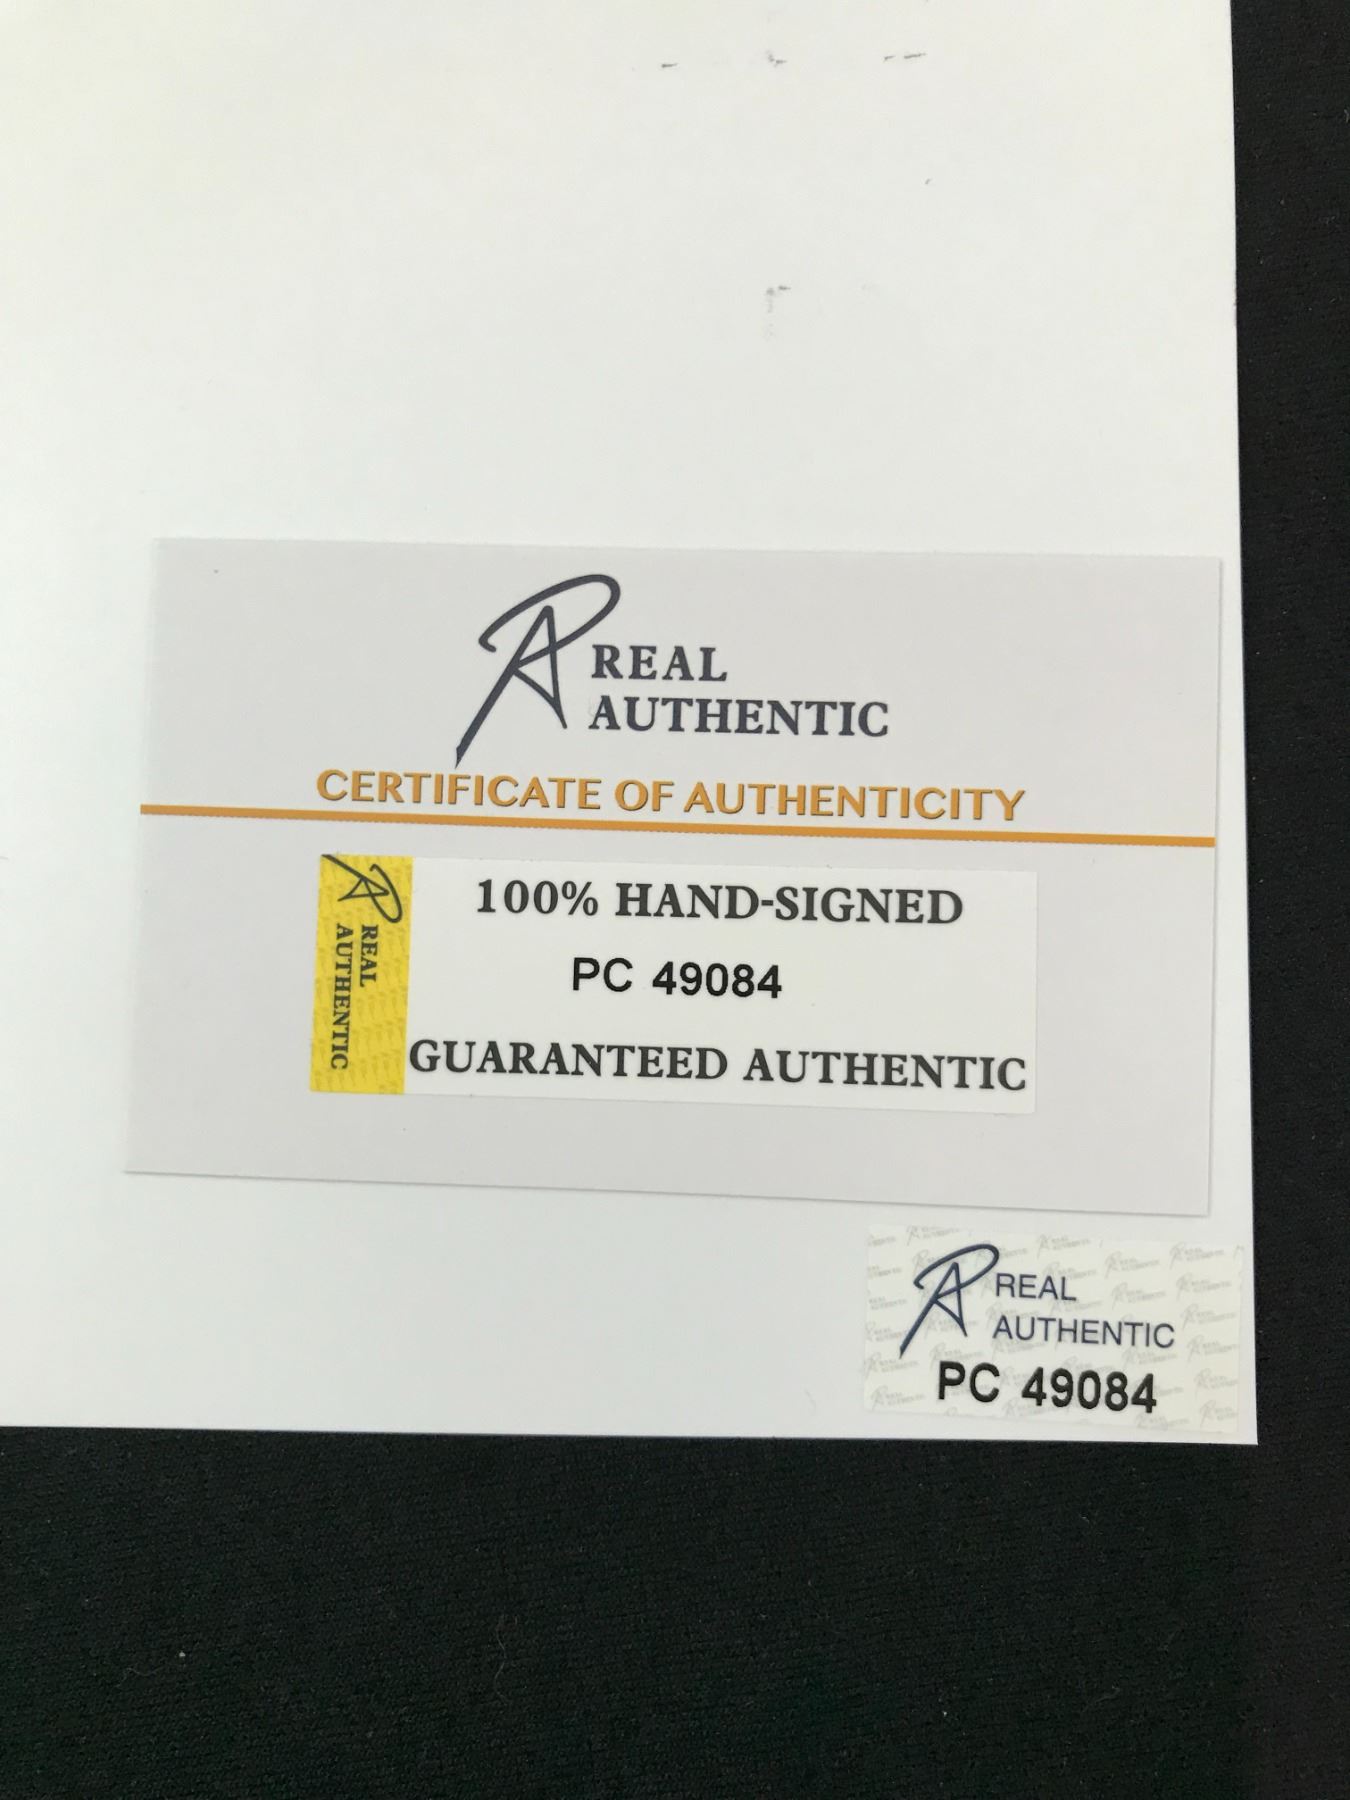 REAL
AUTHENTIC
CERTIFICATE OF AUTHENTICITY
REAL
AUTHENTIC
100% HAND-SIGNED
PC 49084
GUARANTEED AUTHENTIC
REAL
AUTHENTIC
PC 49084